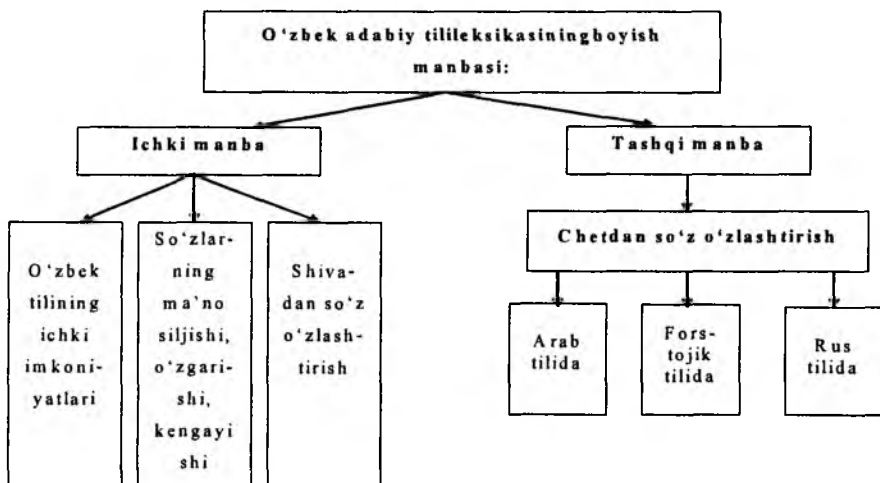 O‘zbek adabiy tilileksikasiningboyish
manbasi:
Ichki manba
Tashqi manba
Chetdan so‘z o‘zlashtirish
O‘zbek
tilining
ichki
imkoni-
yatlari
So‘zlar-
ning
ma’no
siljishi,
o‘zgari-
shi,
kengayi
shi
Sheva-
dan so‘z
o‘zlash-
tirish
Arab
tilida
Fors-
tojik
tilida
Rus
tilida